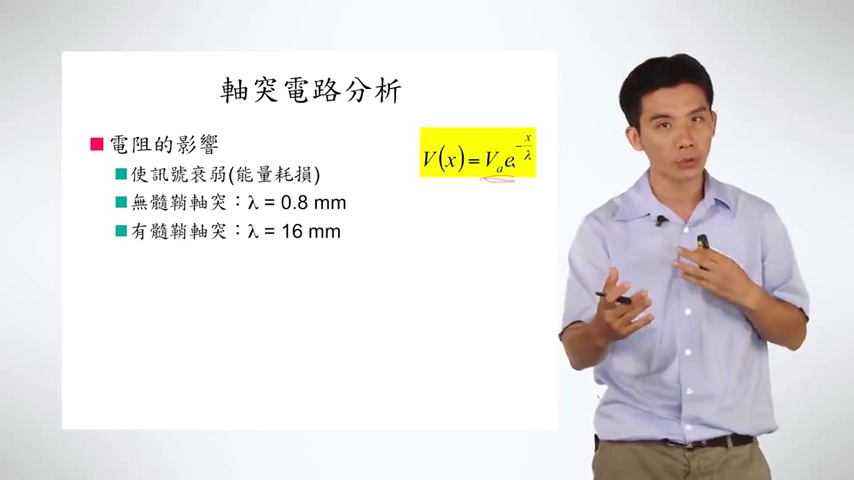 軸突電路分析
電阻的影響
使訊號衰弱(能量耗損)
無髓鞘軸突：λ = 0.8 mm
有髓鞘軸突：λ = 16 mm
V(x) = Vₐe^(-x/λ)